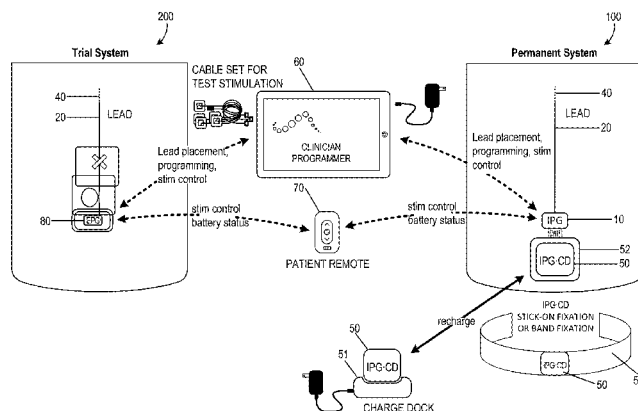 200
100
Trial System
Permanent System
60
CABLE SET FOR
TEST STIMULATION
40
LEAD
20
40
LEAD
20
CLINICIAN
PROGRAMMER
Lead placement,
programming,
stim control
Lead placement,
programming, stim
control
70
80
EPG
stim control
battery status
stim control
battery status
IPG
10
PATIENT REMOTE
52
IPG-CD
50
recharge
IPG-CD
STICK-ON FIXATION
OR BAND FIXATION
50
51
IPG-CD
IPG-CD
50
CHARGE DOCK